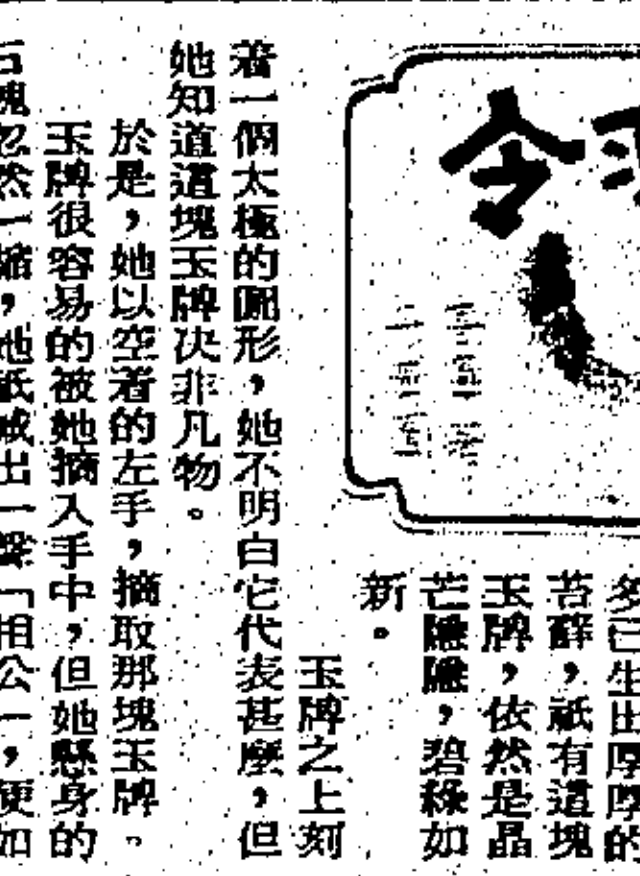 令
多已生出厚厚的
苔蘚，祇有這塊
玉牌，依然是晶
芒隱隱，碧綠如
新。
玉牌之上刻
着一個太極的圖形，她不明白它代表甚麼，但
她知道這塊玉牌决非凡物。
於是，她以空着的左手，摘取那塊玉牌。
玉牌很容易的被她摘入手中，但她懸身的
石塊忽然一縮，她祇喊出一聲「相公」，便如